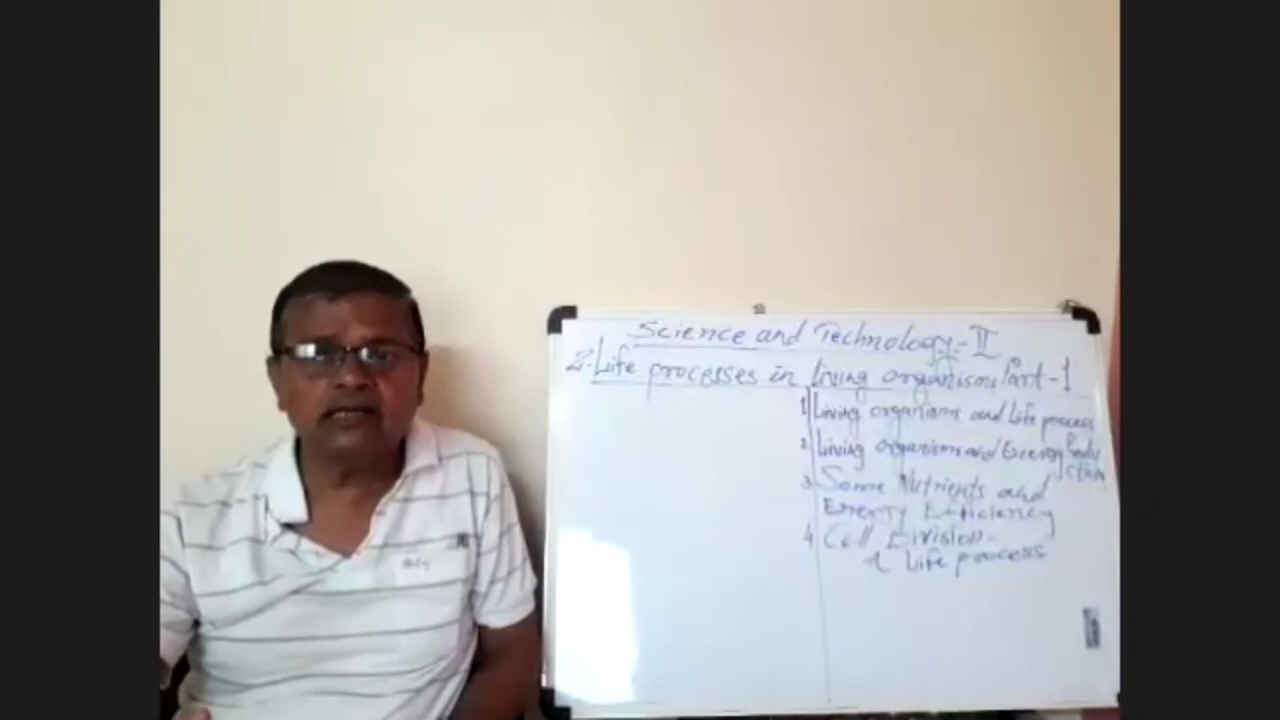 Science and Technology-II
2. Life processes in living organisms Part-1
1 Living organisms and Life process
2 Living organisms and Energy Production
3 Some Nutrients and
Energy Efficiency
4 Cell Division-
A Life process